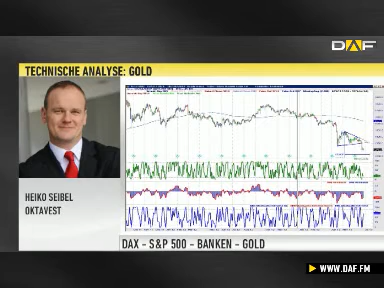 DAF
TECHNISCHE ANALYSE: GOLD
HEIKO SEIBEL
OKTAVEST
DAX - S&P 500 - BANKEN - GOLD
WWW.DAF.FM